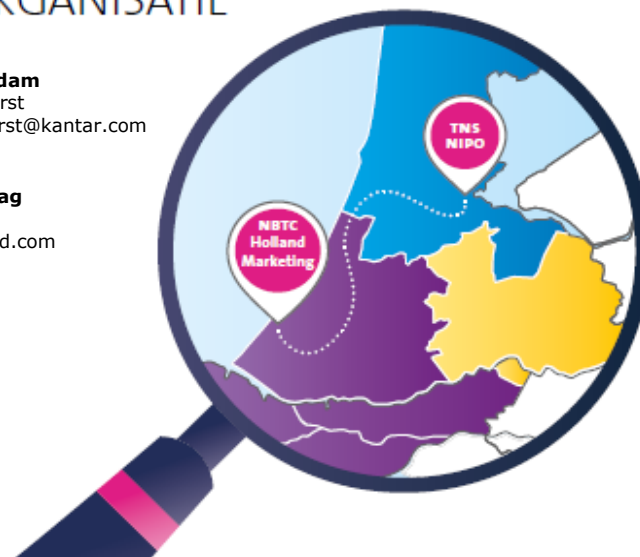 RGANISATIE
dam
rst
rst@kantar.com
ag
d.com
TNS
NIPO
NBTC
Holland
Marketing